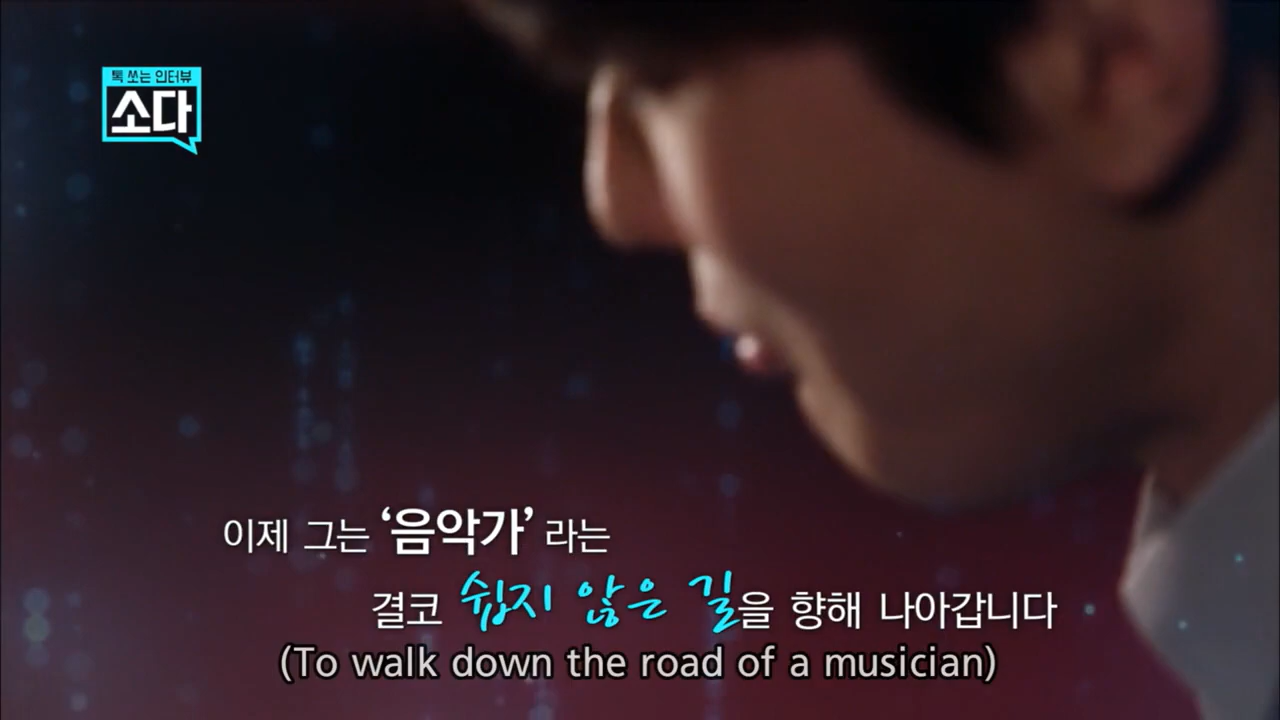 톡 쏘는 인터뷰
소다
이제 그는 ‘음악가’ 라는
결코 쉽지 않은 길을 향해 나아갑니다
(To walk down the road of a musician)